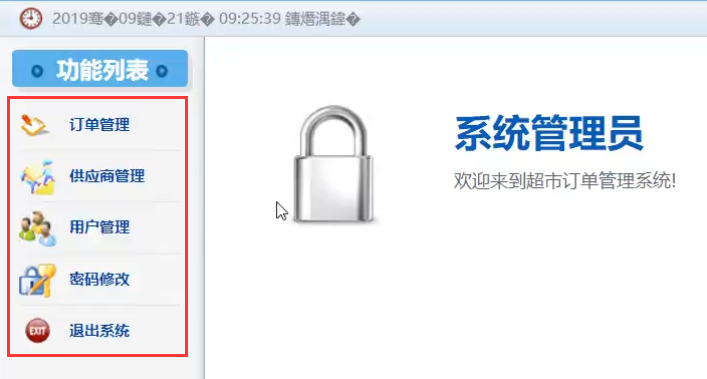 2019骞�09鏈�21鏃� 09:25:39 鏄熸湡鍏�
功能列表
订单管理
供应商管理
用户管理
密码修改
EXIT 退出系统
系统管理员
欢迎来到超市订单管理系统!